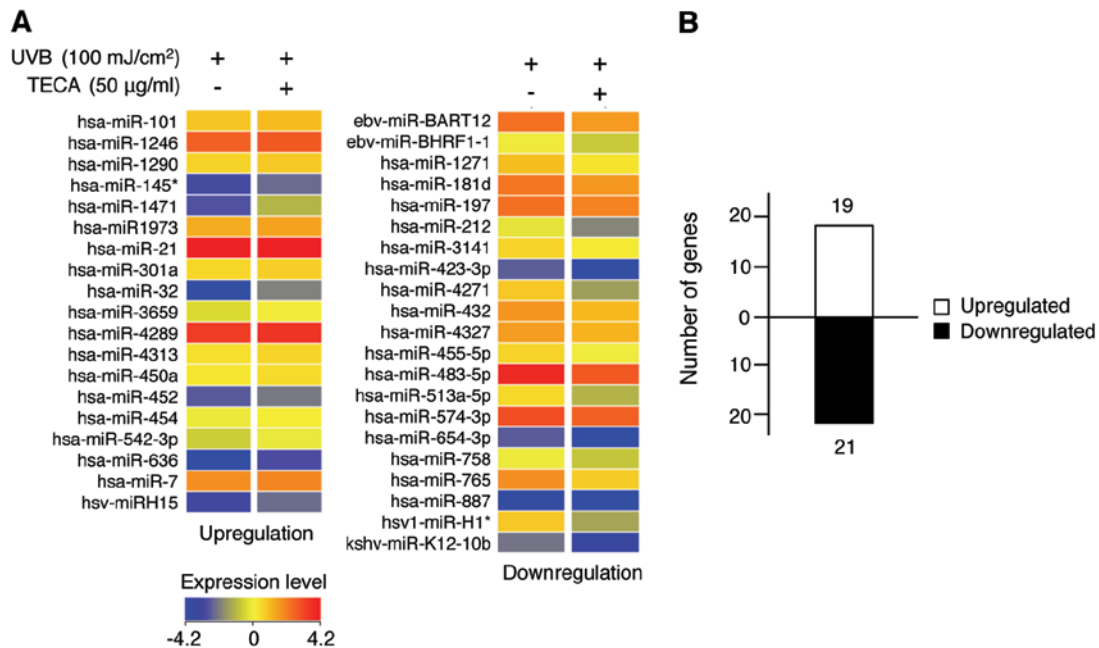 A
UVB (100 mJ/cm²) + +
TECA (50 µg/ml) - +
hsa-miR-101
hsa-miR-1246
hsa-miR-1290
hsa-miR-145*
hsa-miR-1471
hsa-miR1973
hsa-miR-21
hsa-miR-301a
hsa-miR-32
hsa-miR-3659
hsa-miR-4289
hsa-miR-4313
hsa-miR-450a
hsa-miR-452
hsa-miR-454
hsa-miR-542-3p
hsa-miR-636
hsa-miR-7
hsv-miRH15
Upregulation
Expression level
-4.2 0 4.2
+ +
- +
ebv-miR-BART12
ebv-miR-BHRF1-1
hsa-miR-1271
hsa-miR-181d
hsa-miR-197
hsa-miR-212
hsa-miR-3141
hsa-miR-423-3p
hsa-miR-4271
hsa-miR-432
hsa-miR-4327
hsa-miR-455-5p
hsa-miR-483-5p
hsa-miR-513a-5p
hsa-miR-574-3p
hsa-miR-654-3p
hsa-miR-758
hsa-miR-765
hsa-miR-887
hsv1-miR-H1*
kshv-miR-K12-10b
Downregulation
B
Number of genes
20
10
0
10
20
19
21
Upregulated
Downregulated